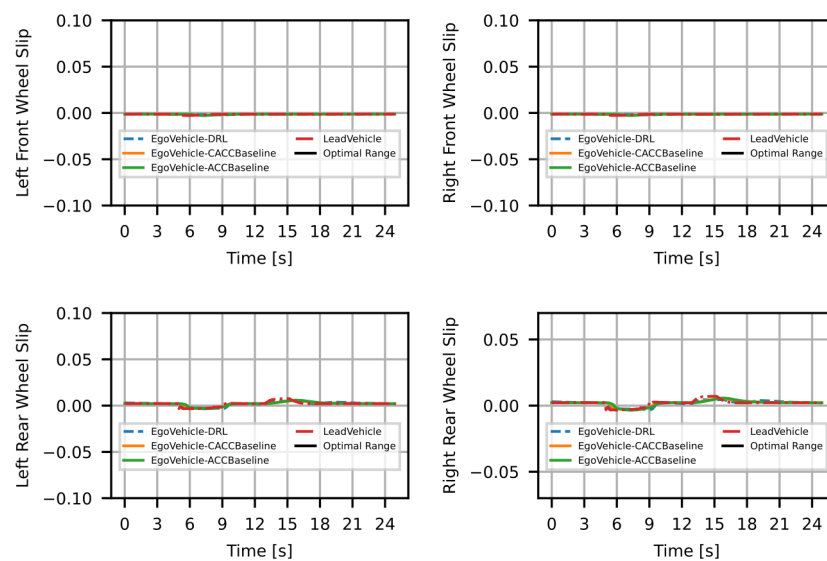 Left Front Wheel Slip
0.10
0.05
0.00
−0.05
−0.10
EgoVehicle-DRL
EgoVehicle-CACCBaseline
EgoVehicle-ACCBaseline
LeadVehicle
Optimal Range
0 3 6 9 12 15 18 21 24
Time [s]
Right Front Wheel Slip
0.10
0.05
0.00
−0.05
−0.10
EgoVehicle-DRL
EgoVehicle-CACCBaseline
EgoVehicle-ACCBaseline
LeadVehicle
Optimal Range
0 3 6 9 12 15 18 21 24
Time [s]
Left Rear Wheel Slip
0.10
0.05
0.00
−0.05
−0.10
EgoVehicle-DRL
EgoVehicle-CACCBaseline
EgoVehicle-ACCBaseline
LeadVehicle
Optimal Range
0 3 6 9 12 15 18 21 24
Time [s]
Right Rear Wheel Slip
0.05
0.00
−0.05
EgoVehicle-DRL
EgoVehicle-CACCBaseline
EgoVehicle-ACCBaseline
LeadVehicle
Optimal Range
0 3 6 9 12 15 18 21 24
Time [s]